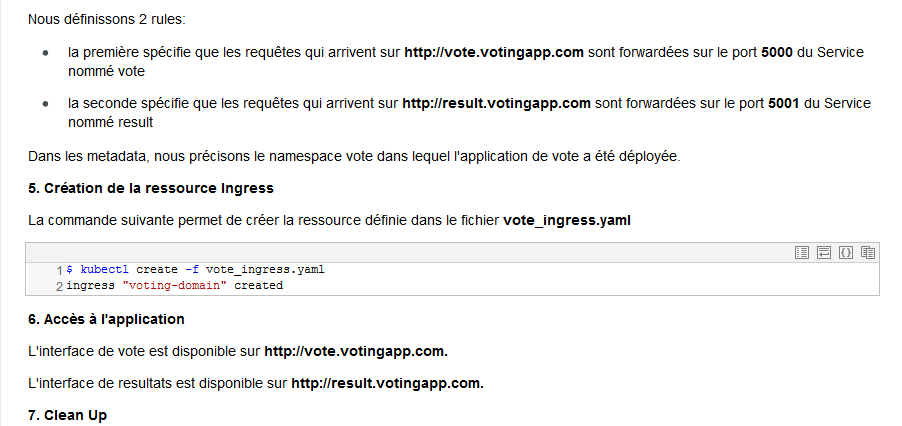 Nous définissons 2 rules:
• la première spécifie que les requêtes qui arrivent sur http://vote.votingapp.com sont forwardées sur le port 5000 du Service
nommé vote
• la seconde spécifie que les requêtes qui arrivent sur http://result.votingapp.com sont forwardées sur le port 5001 du Service
nommé result
Dans les metadata, nous précisons le namespace vote dans lequel l'application de vote a été déployée.
5. Création de la ressource Ingress
La commande suivante permet de créer la ressource définie dans le fichier vote_ingress.yaml
1 $ kubectl create -f vote_ingress.yaml
2 ingress "voting-domain" created
6. Accès à l'application
L'interface de vote est disponible sur http://vote.votingapp.com.
L'interface de resultats est disponible sur http://result.votingapp.com.
7. Clean Up